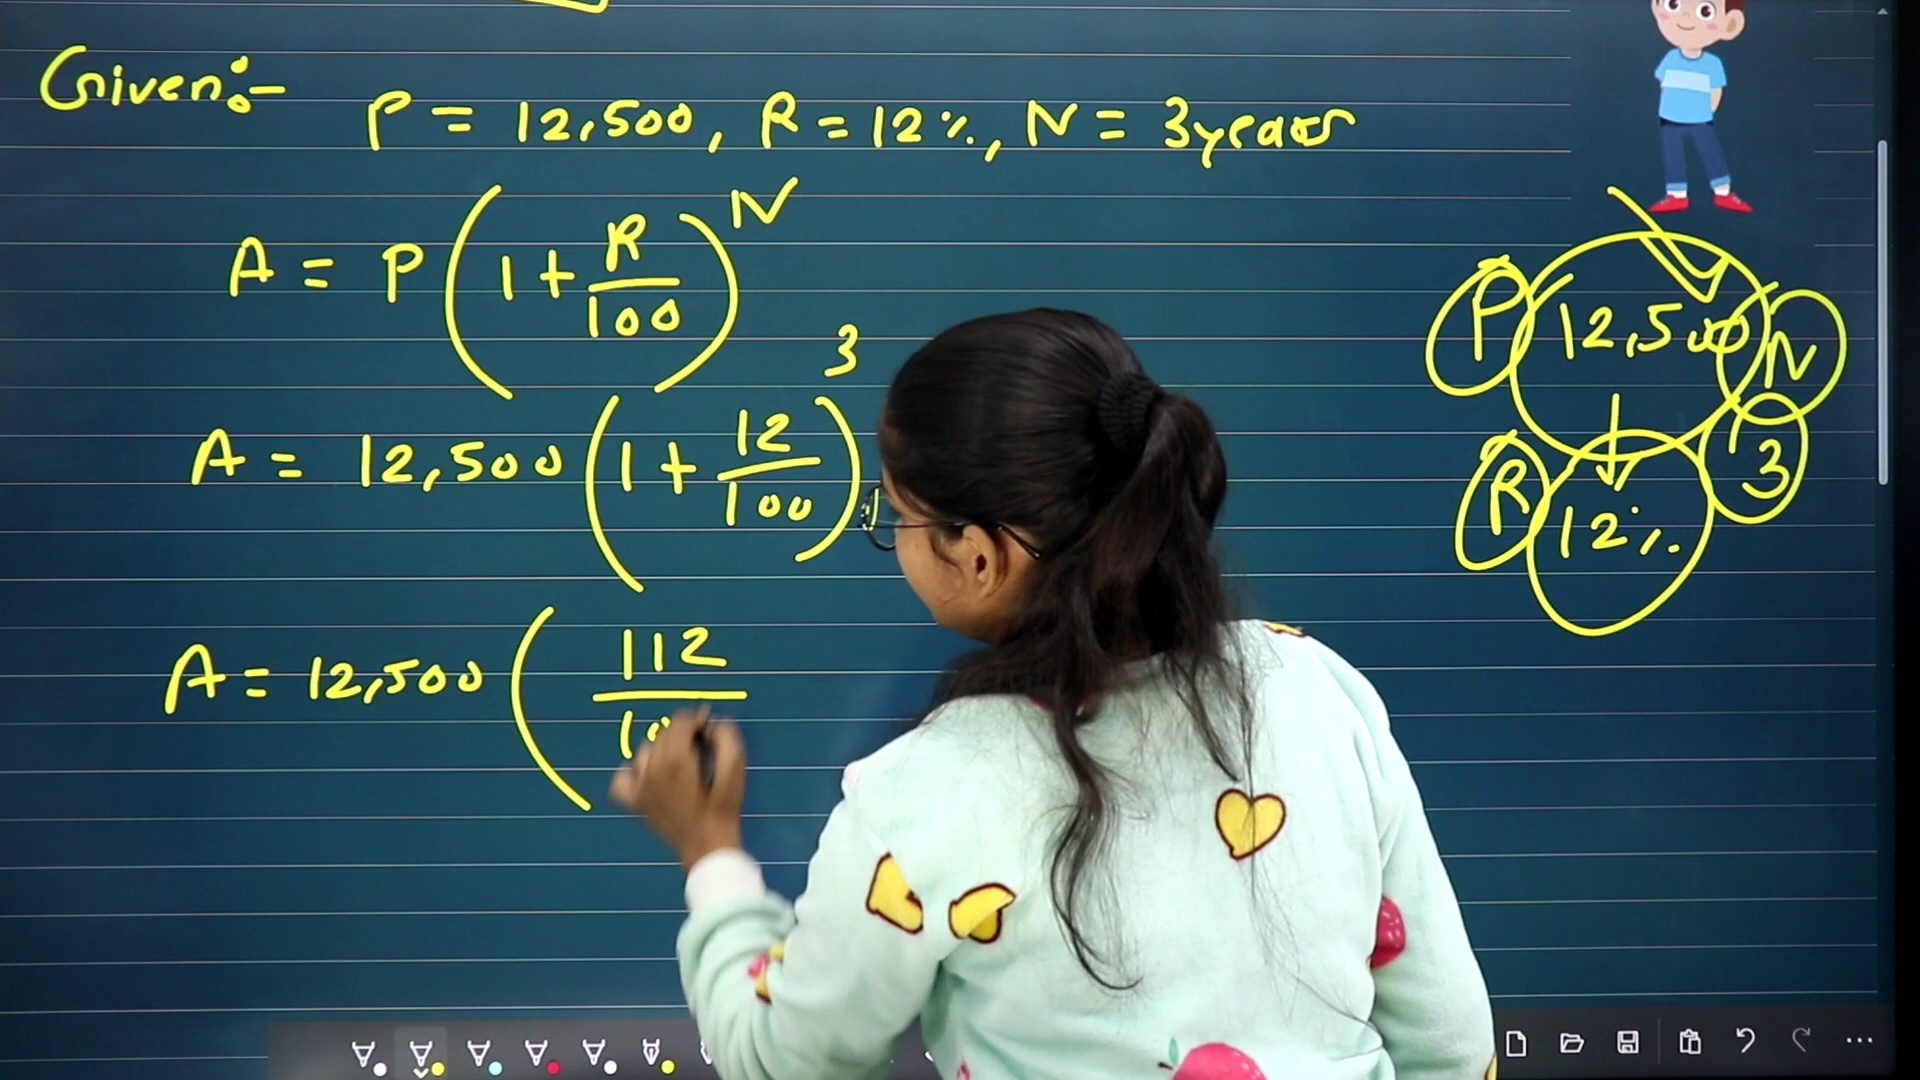 Given:-
P = 12,500, R = 12%, N = 3years
A = P(1+R/100)^N
A = 12,500(1+12/100)^3
A = 12,500(112/10
P 12,500 N
R 12% 3